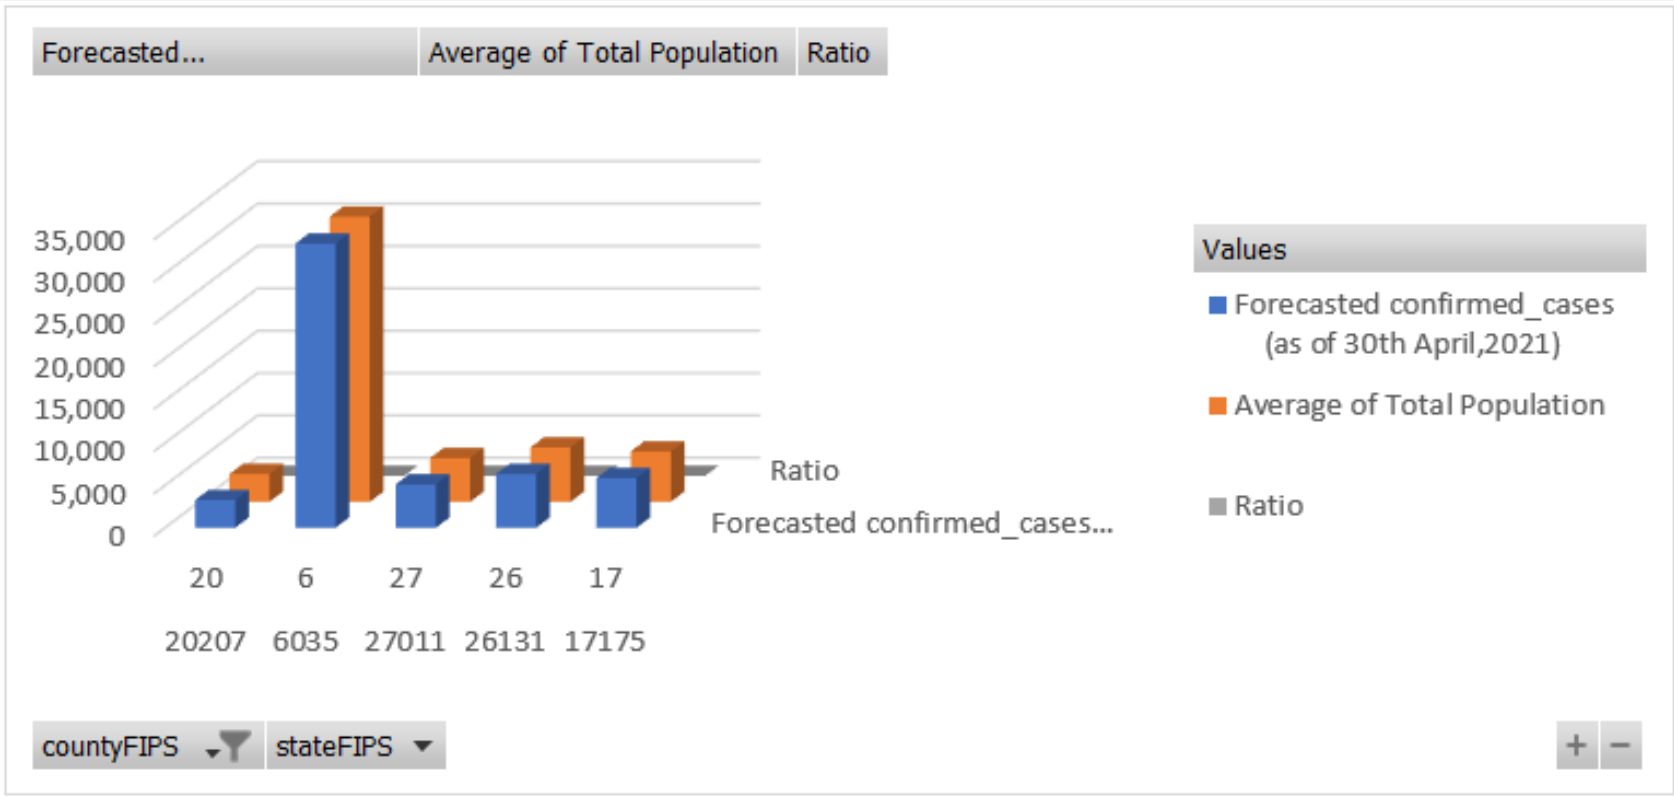 Forecasted...
Average of Total Population
Ratio
35,000
30,000
25,000
20,000
15,000
10,000
5,000
0
Ratio
Forecasted confirmed_cases...
20 6 27 26 17
20207 6035 27011 26131 17175
Values
Forecasted confirmed_cases
(as of 30th April,2021)
Average of Total Population
Ratio
countyFIPS
stateFIPS
+ −